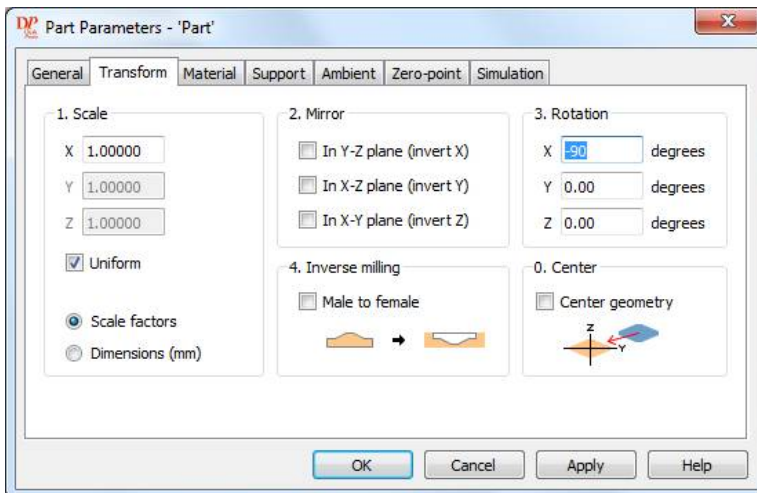 DP
Part Parameters - 'Part'
General Transform Material Support Ambient Zero-point Simulation
1. Scale
X 1.00000
Y 1.00000
Z 1.00000
Uniform
Scale factors
Dimensions (mm)
2. Mirror
In Y-Z plane (invert X)
In X-Z plane (invert Y)
In X-Y plane (invert Z)
3. Rotation
X -90 degrees
Y 0.00 degrees
Z 0.00 degrees
4. Inverse milling
Male to female
0. Center
Center geometry
Z
Y
OK Cancel Apply Help